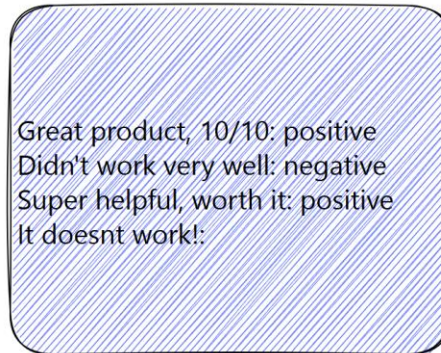 Great product, 10/10: positive
Didn't work very well: negative
Super helpful, worth it: positive
It doesnt work!: